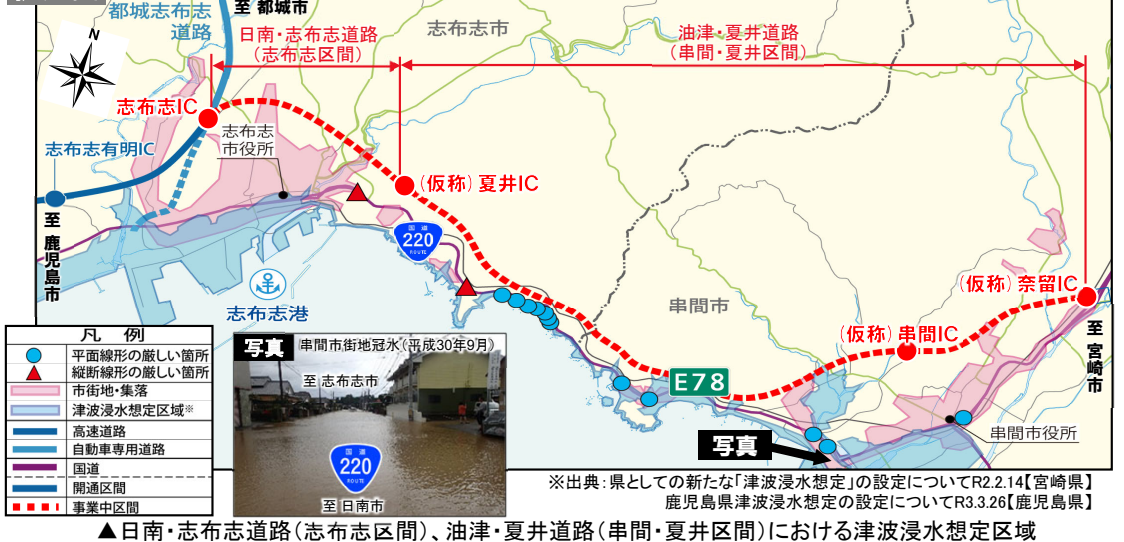 都城志布志
道路
至 都城市
日南・志布志道路
(志布志区間)
志布志市
油津・夏井道路
(串間・夏井区間)
N
志布志IC
志布志
市役所
志布志有明IC
(仮称)夏井IC
至 鹿児島市
国道
220
ROUTE
志布志港
串間市
(仮称)奈留IC
(仮称)串間IC
至 宮崎市
E78
串間市役所
写真
凡 例
平面線形の厳しい箇所
縦断線形の厳しい箇所
市街地・集落
津波浸水想定区域※
高速道路
自動車専用道路
国道
開通区間
事業中区間
写真
串間市街地冠水(平成30年9月)
至 志布志市
国道
220
ROUTE
至 日南市
※出典:県としての新たな「津波浸水想定」の設定についてR2.2.14【宮崎県】
鹿児島県津波浸水想定の設定についてR3.3.26【鹿児島県】
▲日南・志布志道路(志布志区間)、油津・夏井道路(串間・夏井区間)における津波浸水想定区域